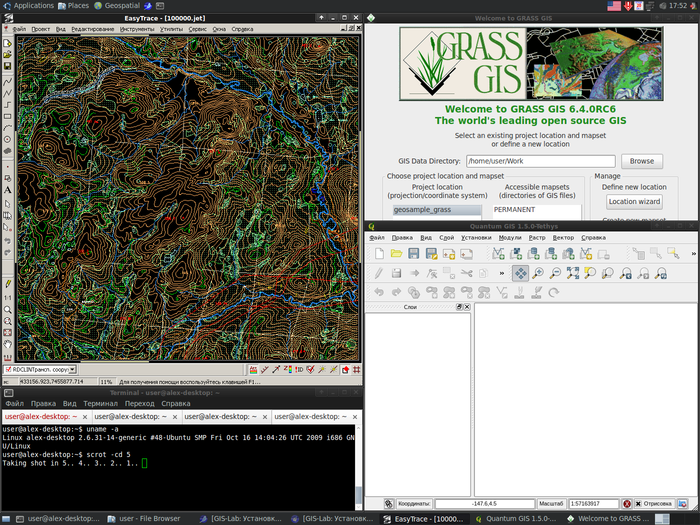 Applications Places Geospatial 17:52
EasyTrace - [100000.jet]
Файл Проект Вид Редактирование Инструменты Утилиты Сервис Окна Справка
433156.923,7455877.714 11% Для получения помощи воспользуйтесь клавишей F1...
Welcome to GRASS GIS
GRASS
GIS
Welcome to GRASS GIS 6.4.0RC6
The world's leading open source GIS
Select an existing project location and mapset
or define a new location
GIS Data Directory: /home/user/Work Browse
Choose project location and mapset Manage
Project location Accessible mapsets Define new location
(projection/coordinate system) (directories of GIS files)
Location wizard
geosample_grass PERMANENT
Quantum GIS 1.5.0-Tethys
Файл Правка Вид Слой Установки Модули Растр Вектор Справка
Слои
Координаты: -147.6,4.5 Масштаб 1:57163917 Отрисовка
Terminal - user@alex-desktop: ~
Файл Правка Вид Терминал Переход Справка
user@alex-desktop: ~ user@alex-desktop: ~ user@alex-desktop: ~ user@alex-desktop: ~
user@alex-desktop:~$ uname -a
Linux alex-desktop 2.6.31-14-generic #48-Ubuntu SMP Fri Oct 16 14:04:26 UTC 2009 i686 GN
U/Linux
user@alex-desktop:~$ scrot -cd 5
Taking shot in 5.. 4.. 3.. 2.. 1..
user@alex-desktop:... user - File Browser [GIS-Lab: Установк... [GIS-Lab: Установк... EasyTrace - [10000... Quantum GIS 1.5.0-... Welcome to GRASS ...